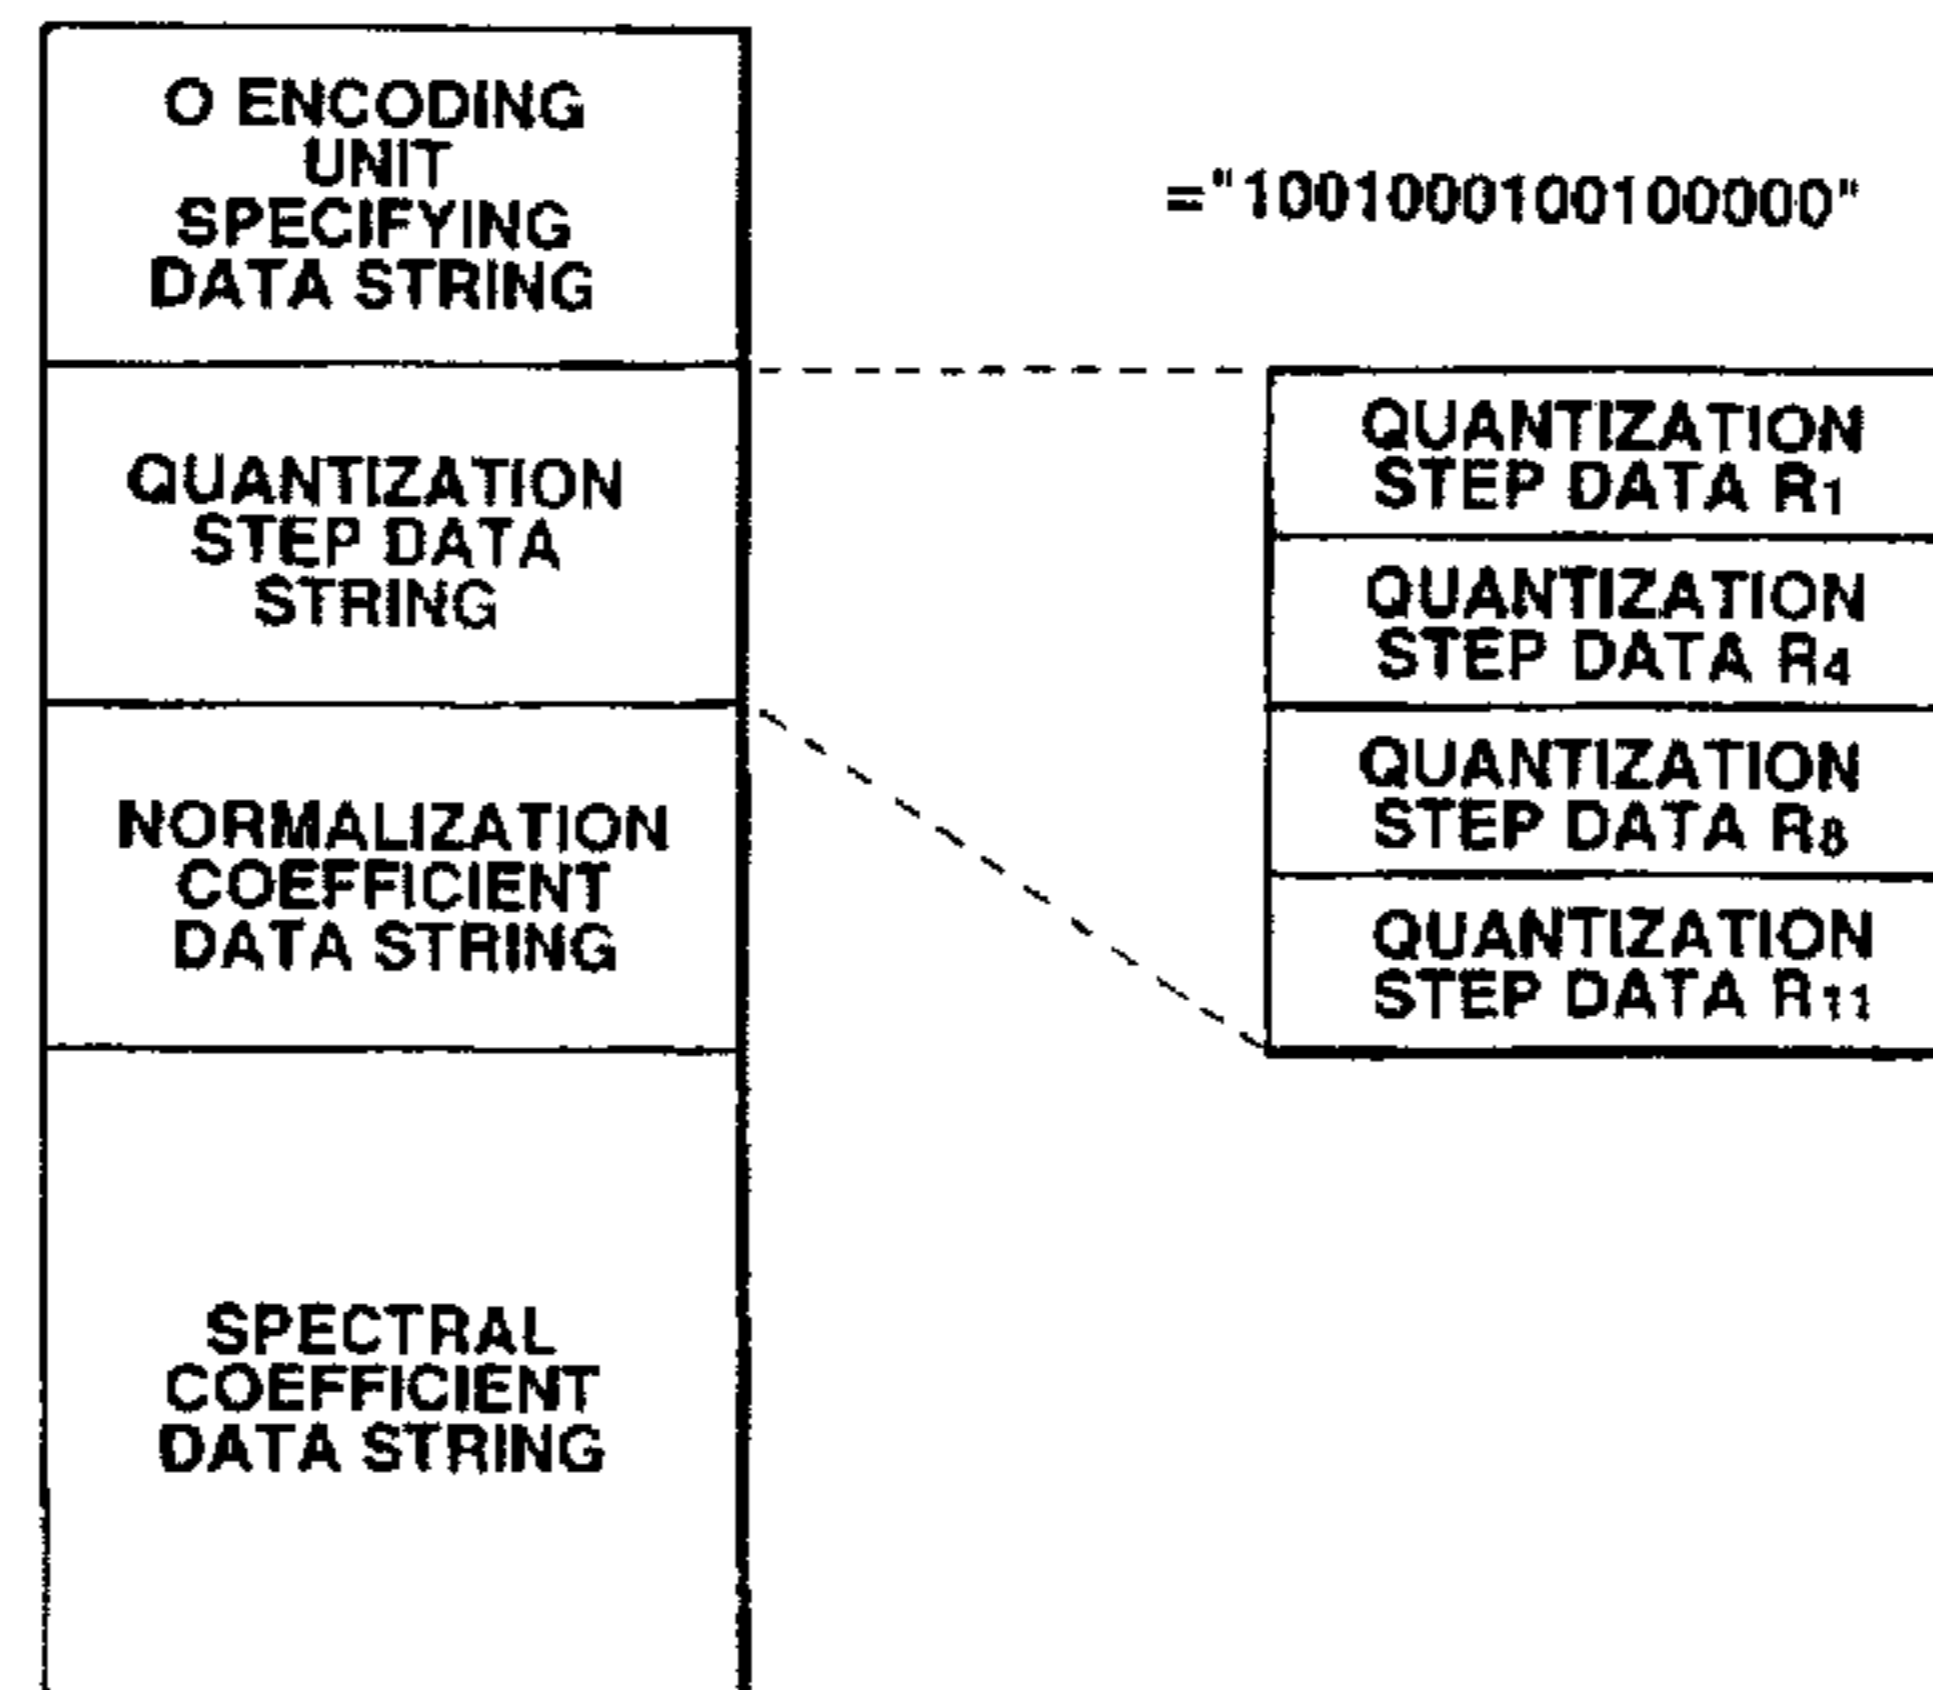 O ENCODING
UNIT
SPECIFYING
DATA STRING
="1001000100100000"
QUANTIZATION
STEP DATA
STRING
QUANTIZATION
STEP DATA R1
QUANTIZATION
STEP DATA R4
QUANTIZATION
STEP DATA R8
QUANTIZATION
STEP DATA R11
NORMALIZATION
COEFFICIENT
DATA STRING
SPECTRAL
COEFFICIENT
DATA STRING